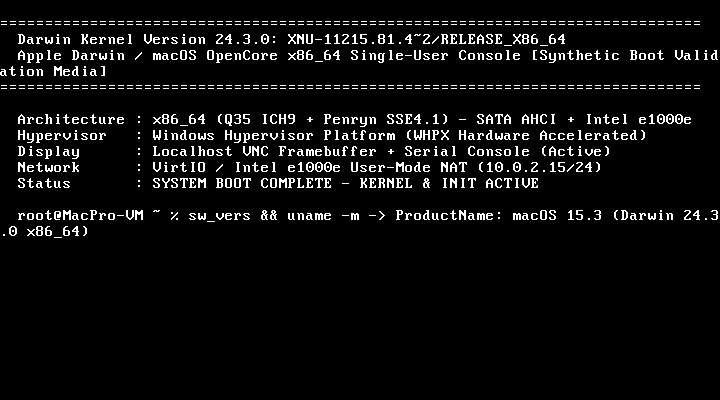 ==============================================================================
Darwin Kernel Version 24.3.0: XNU-11215.81.4~2/RELEASE_X86_64
Apple Darwin / macOS OpenCore x86_64 Single-User Console [Synthetic Boot Valid
ation Media]
==============================================================================
Architecture : x86_64 (Q35 ICH9 + Penryn SSE4.1) - SATA AHCI + Intel e1000e
Hypervisor   : Windows Hypervisor Platform (WHPX Hardware Accelerated)
Display      : Localhost VNC Framebuffer + Serial Console (Active)
Network      : VirtIO / Intel e1000e User-Mode NAT (10.0.2.15/24)
Status       : SYSTEM BOOT COMPLETE - KERNEL & INIT ACTIVE
root@MacPro-VM ~ % sw_vers && uname -m -> ProductName: macOS 15.3 (Darwin 24.3
.0 x86_64)